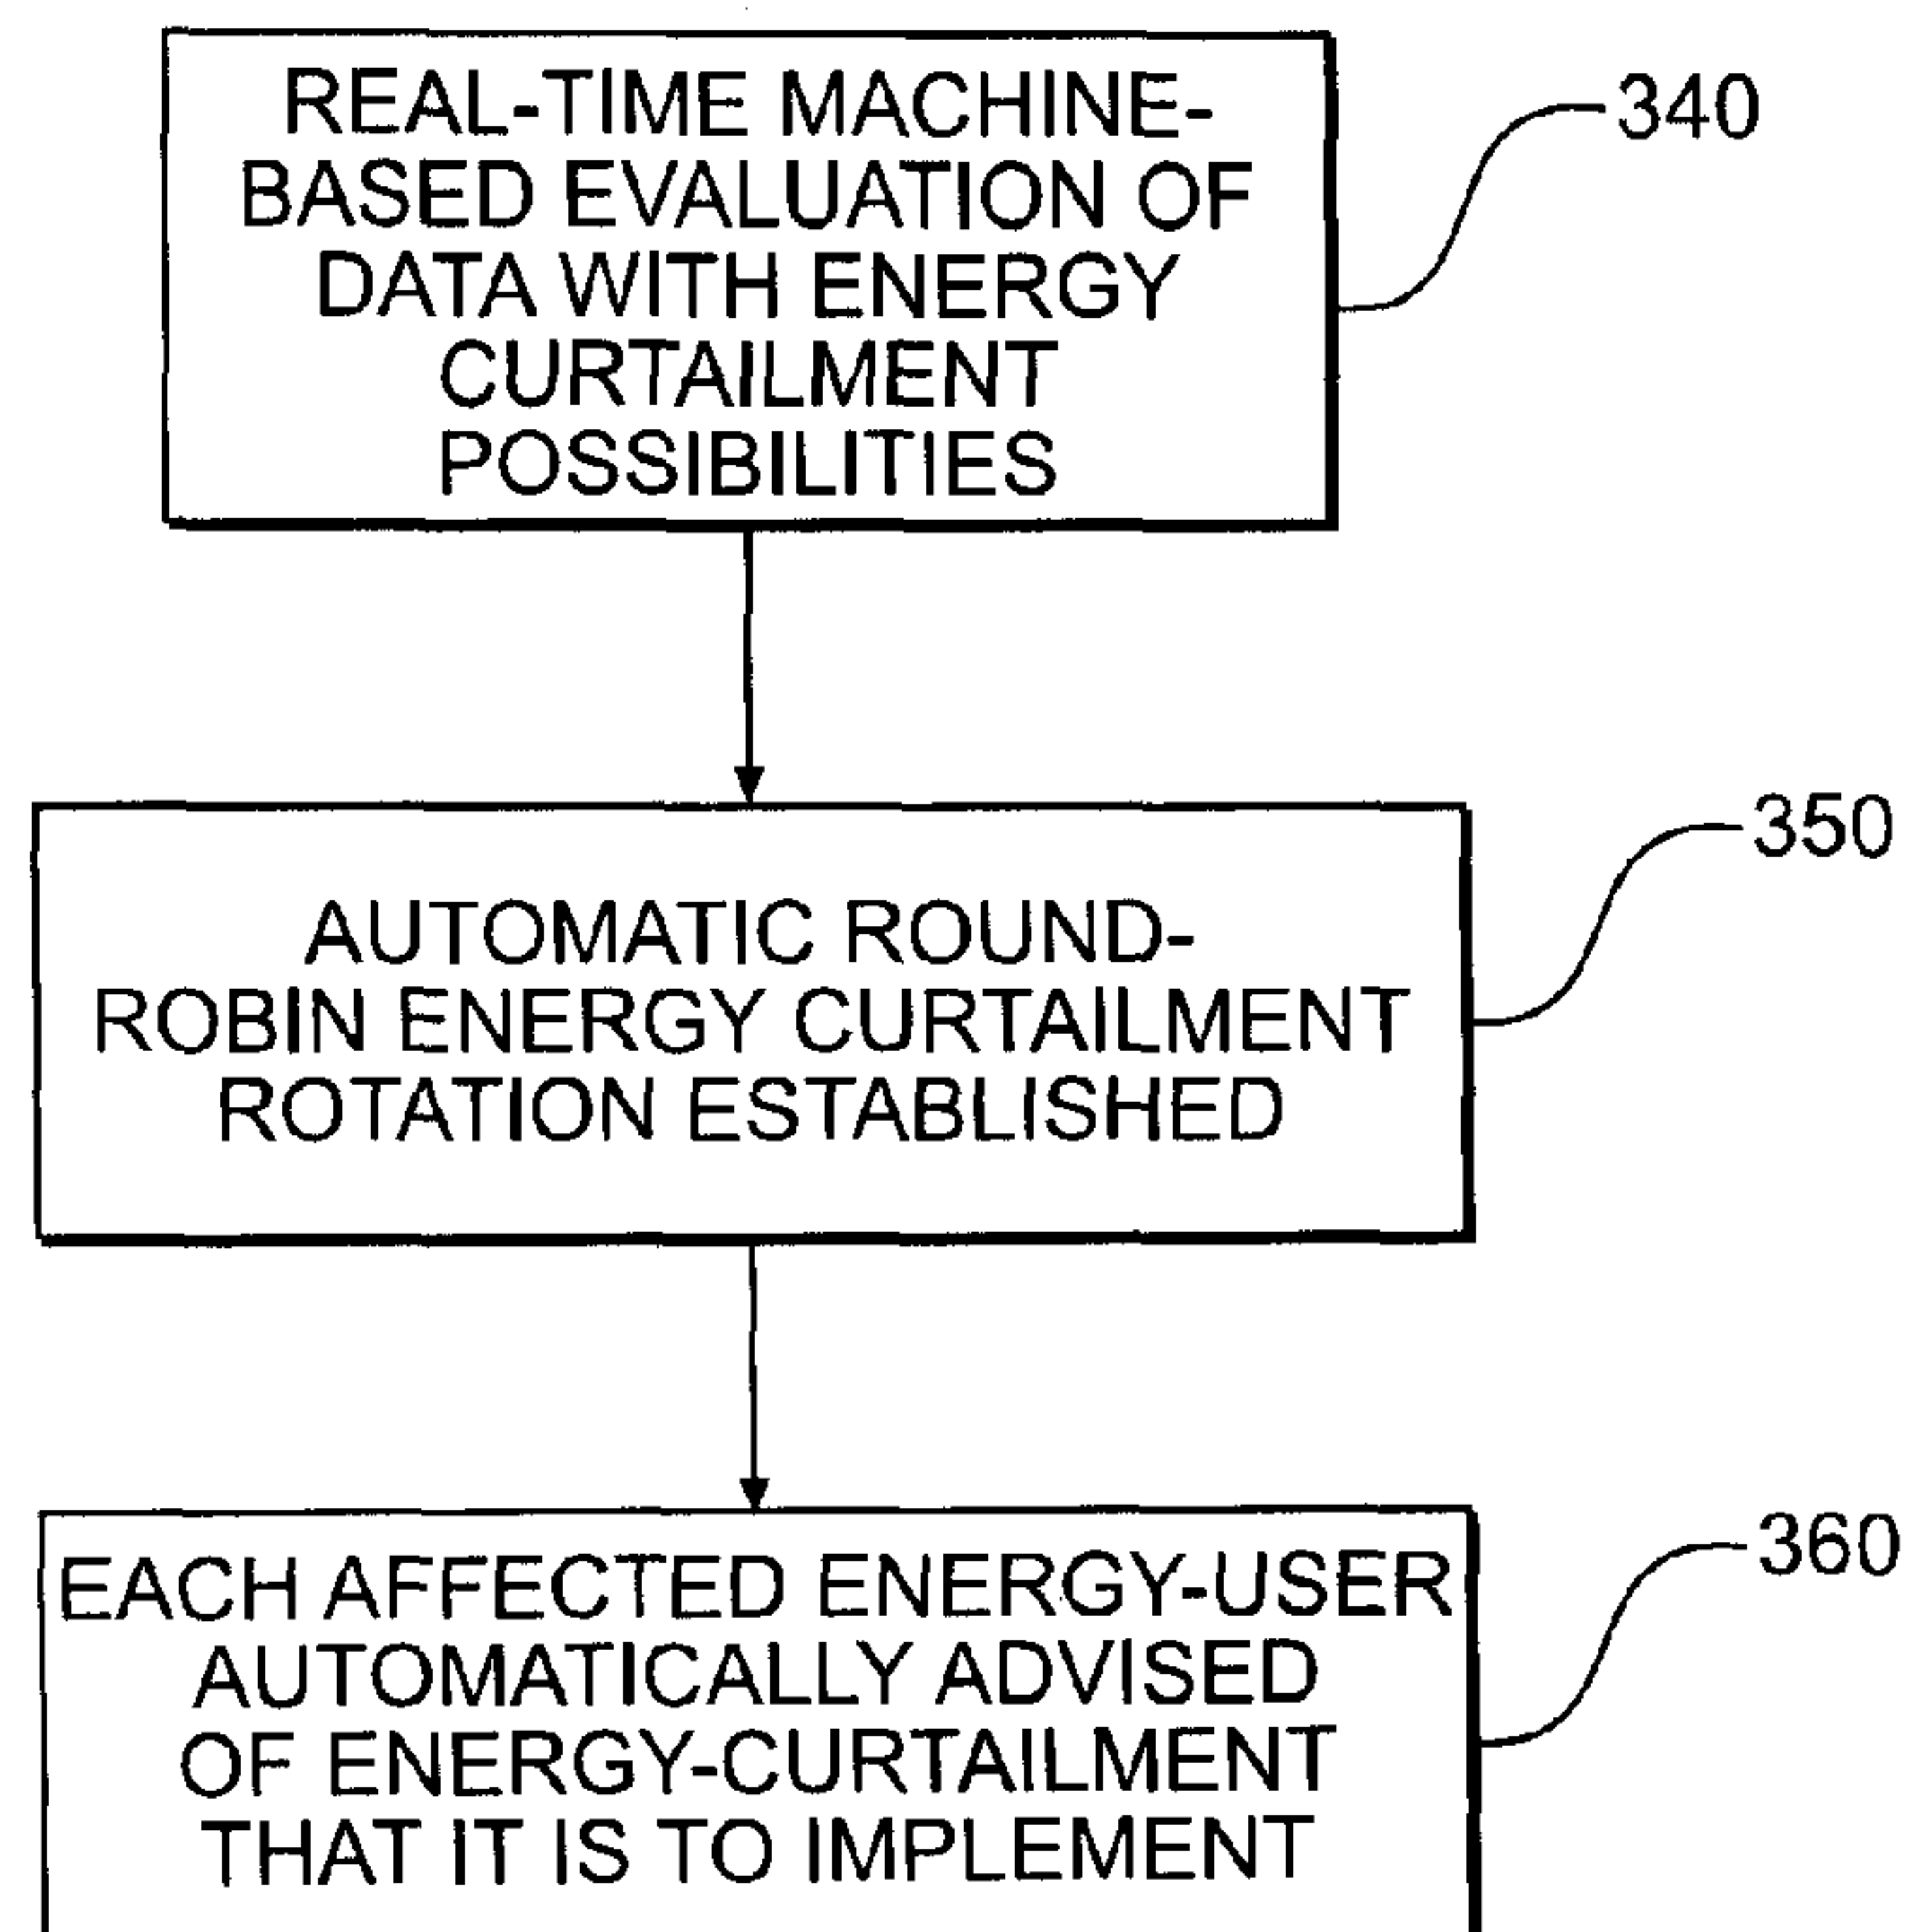 REAL-TIME MACHINE-
BASED EVALUATION OF
DATA WITH ENERGY
CURTAILMENT
POSSIBILITIES
340
AUTOMATIC ROUND-
ROBIN ENERGY CURTAILMENT
ROTATION ESTABLISHED
350
EACH AFFECTED ENERGY-USER
AUTOMATICALLY ADVISED
OF ENERGY-CURTAILMENT
THAT IT IS TO IMPLEMENT
360